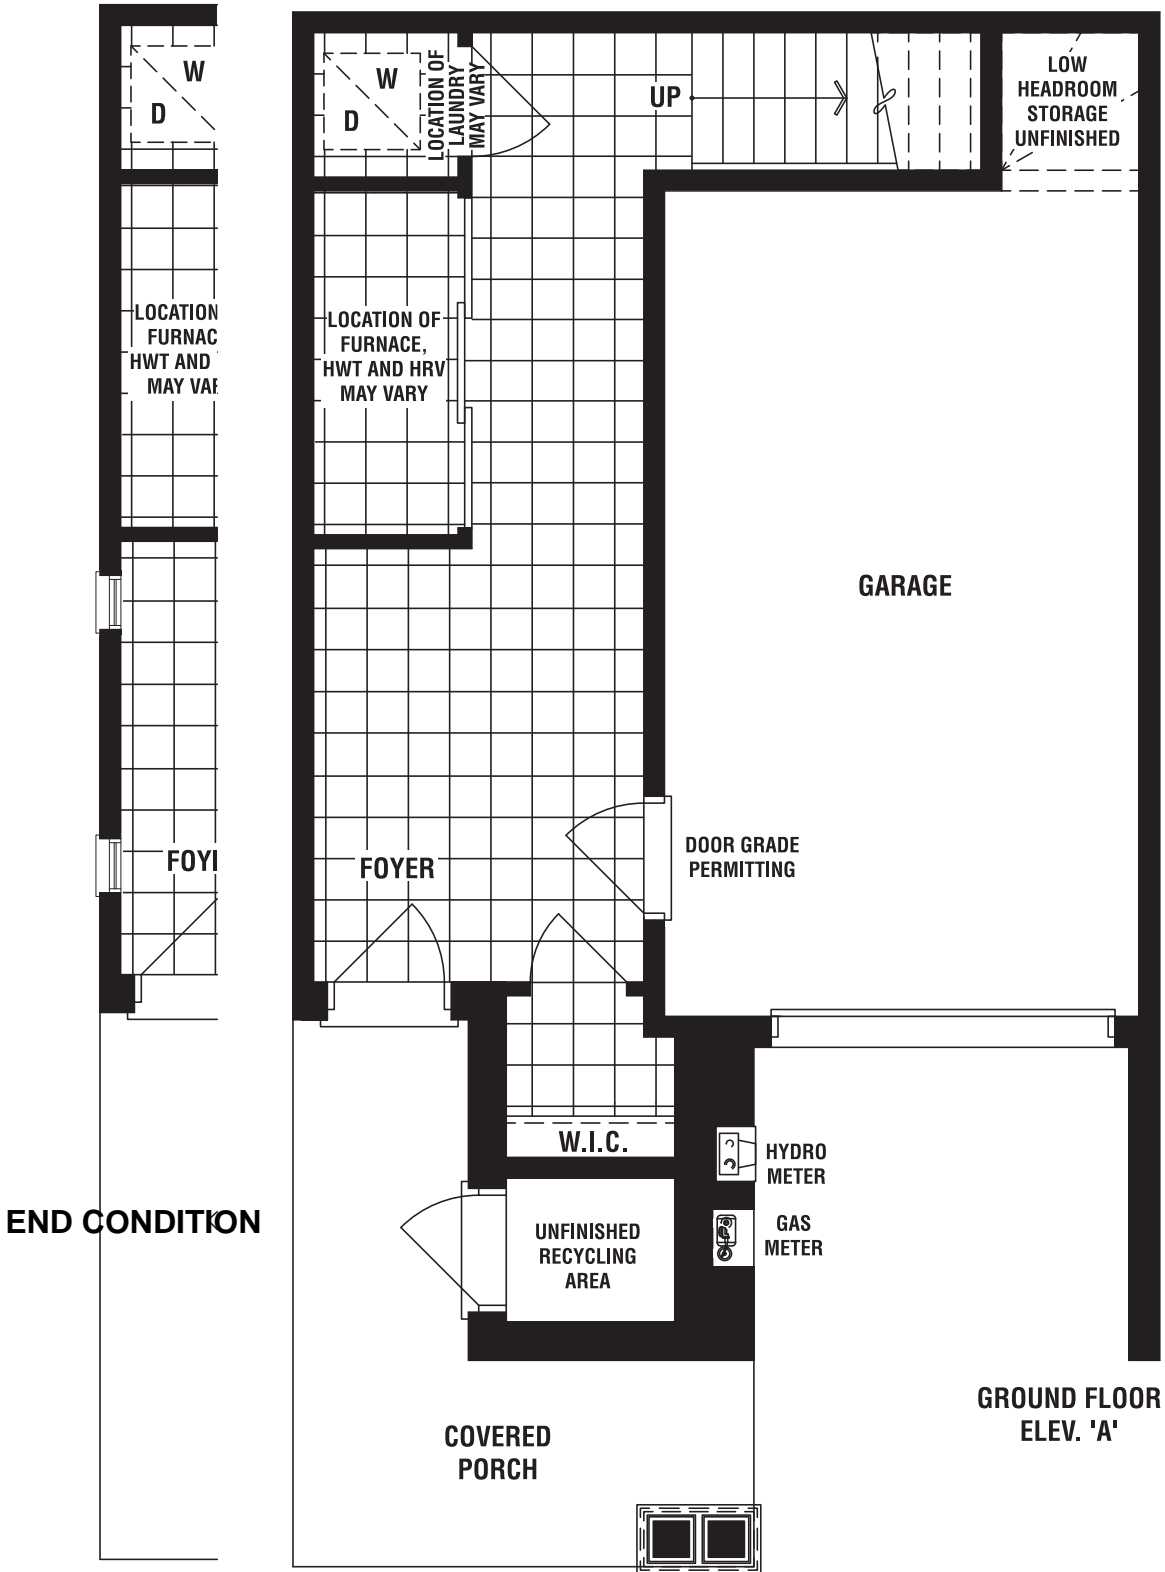 W
D
LOCATION
FURNAC
HWT AND
MAY VAR
FOYE
END CONDITION
W
D
LOCATION OF
LAUNDRY
MAY VARY
UP
LOW
HEADROOM
STORAGE
UNFINISHED
LOCATION OF
FURNACE,
HWT AND HRV
MAY VARY
GARAGE
DOOR GRADE
PERMITTING
FOYER
W.I.C.
HYDRO
METER
GAS
METER
UNFINISHED
RECYCLING
AREA
COVERED
PORCH
GROUND FLOOR
ELEV. 'A'